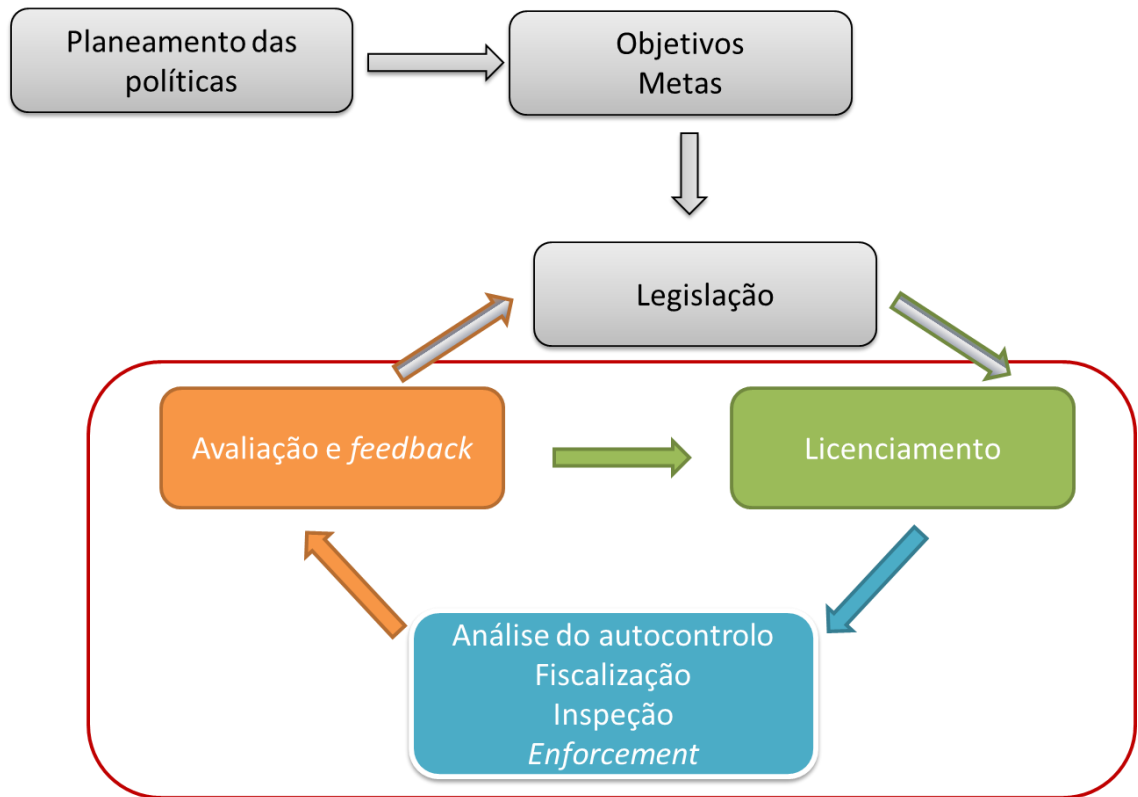 Planeamento das
políticas
Objetivos
Metas
Legislação
Avaliação e feedback
Licenciamento
Análise do autocontrolo
Fiscalização
Inspeção
Enforcement